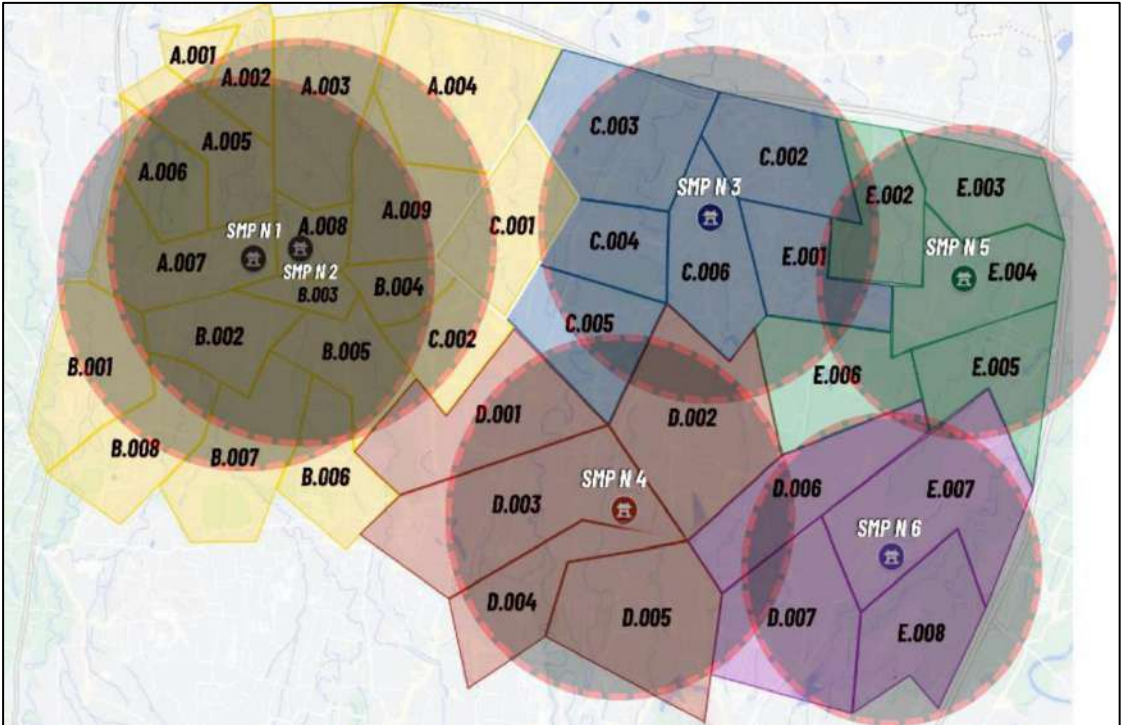 A.001
A.002
A.003
A.004
A.005
A.006
A.007
A.008
A.009
SMP N 1
SMP N 2
B.003
B.004
B.002
B.005
B.001
B.008
B.007
B.006
C.001
C.002
C.003
C.002
SMP N 3
C.004
C.006
C.005
E.001
E.002
E.003
SMP N 5
E.004
E.005
E.006
D.001
D.002
SMP N 4
D.003
D.004
D.005
D.006
E.007
SMP N 6
D.007
E.008